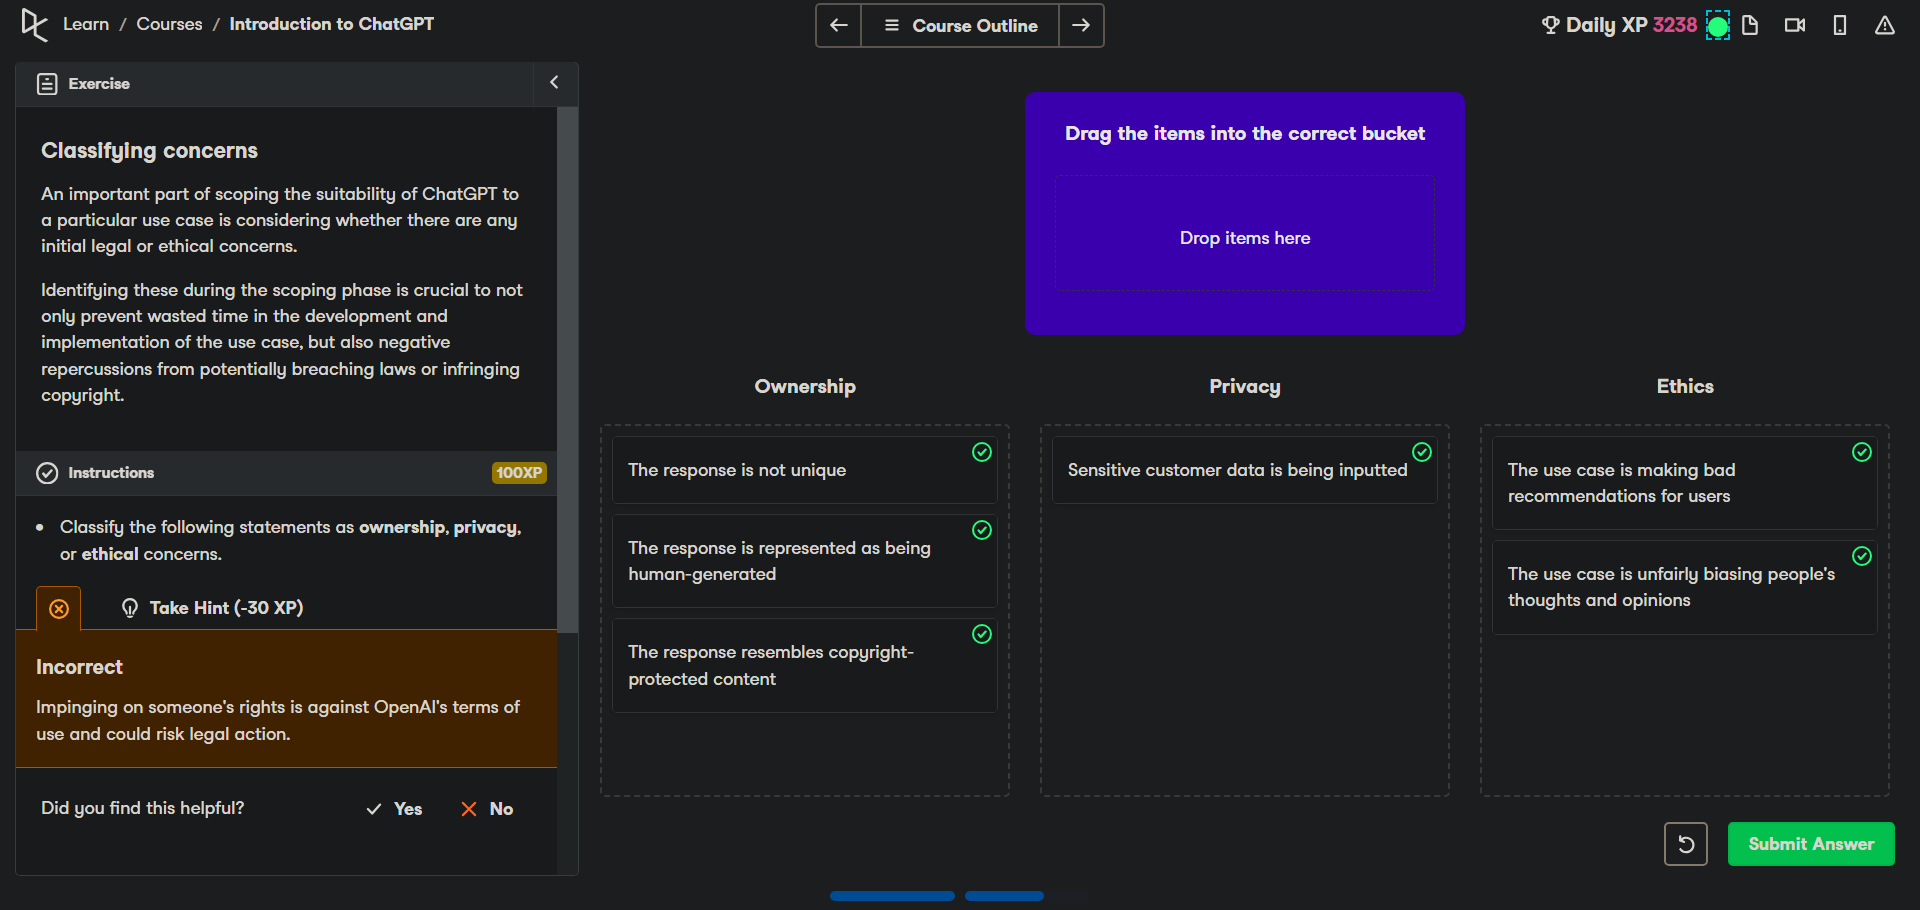 Learn / Courses / Introduction to ChatGPT
Course Outline
Daily XP 3238
Exercise
Classifying concerns
An important part of scoping the suitability of ChatGPT to
a particular use case is considering whether there are any
initial legal or ethical concerns.
Identifying these during the scoping phase is crucial to not
only prevent wasted time in the development and
implementation of the use case, but also negative
repercussions from potentially breaching laws or infringing
copyright.
Instructions
100XP
Classify the following statements as ownership, privacy,
or ethical concerns.
Take Hint (-30 XP)
Incorrect
Impinging on someone's rights is against OpenAI's terms of
use and could risk legal action.
Did you find this helpful?
Yes
No
Drag the items into the correct bucket
Drop items here
Ownership
The response is not unique
The response is represented as being
human-generated
The response resembles copyright-
protected content
Privacy
Sensitive customer data is being inputted
Ethics
The use case is making bad
recommendations for users
The use case is unfairly biasing people's
thoughts and opinions
Submit Answer